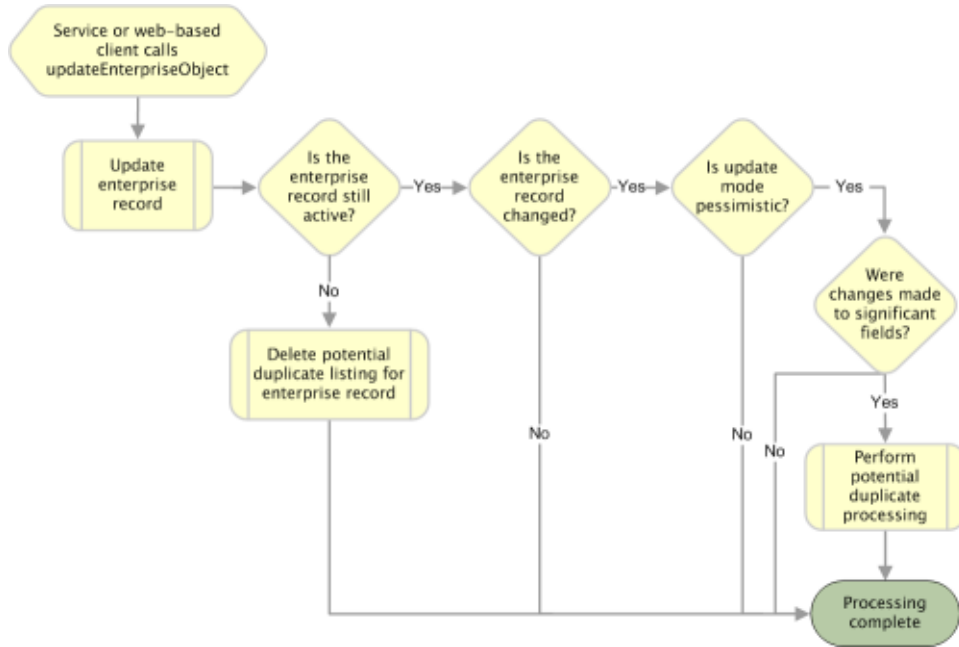 Service or web-based
client calls
updateEnterpriseObject
Update
enterprise
record
Is the
enterprise
record still
active?
Yes
Is the
enterprise
record
changed?
Yes
Is update
mode
pessimistic?
Yes
Were
changes made
to significant
fields?
No
Delete potential
duplicate listing for
enterprise record
No
No
No
Yes
Perform
potential
duplicate
processing
Processing
complete